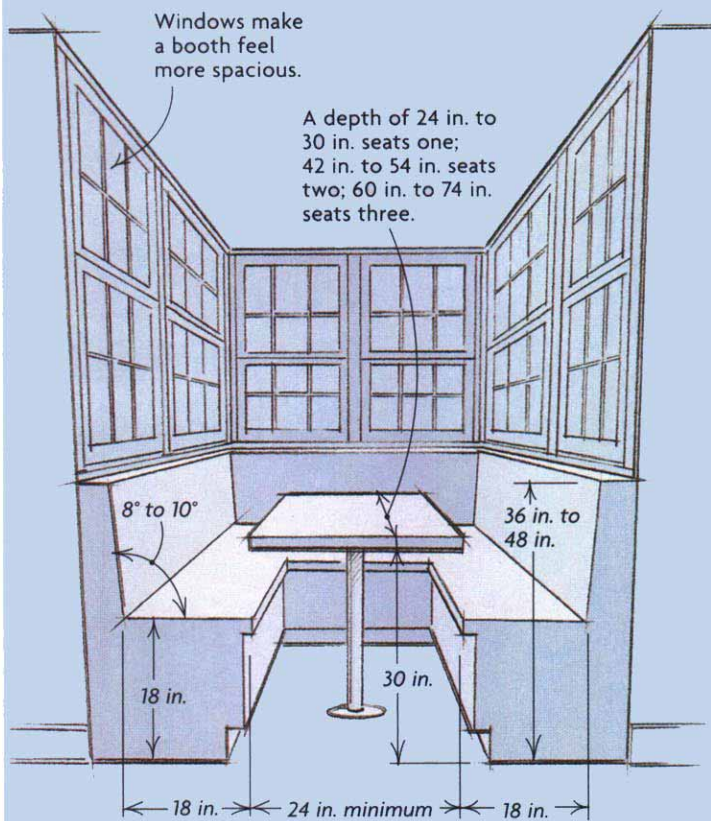 Windows make
a booth feel
more spacious.
A depth of 24 in. to
30 in. seats one;
42 in. to 54 in. seats
two; 60 in. to 74 in.
seats three.
8° to 10°
36 in. to
48 in.
18 in.
30 in.
18 in.
24 in. minimum
18 in.